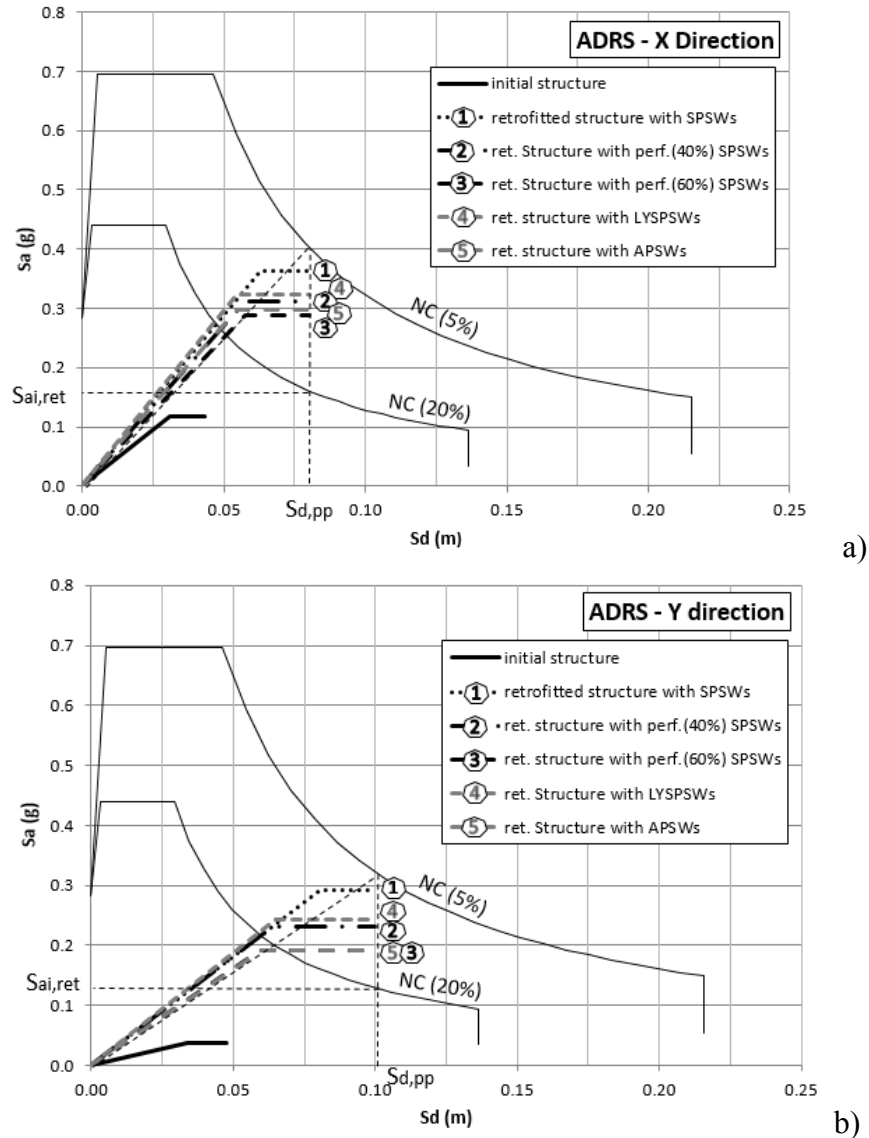 ADRS - X Direction
0.8
0.7
0.6
0.5
0.4
0.3
0.2
0.1
0.0
Sa (g)
Sai,ret
initial structure
1 retrofitted structure with SPSWs
2 ret. Structure with perf.(40%) SPSWs
3 ret. Structure with perf.(60%) SPSWs
4 ret. structure with LYSPSWs
5 ret. structure with APSWs
1
4
2
5
3
NC (5%)
NC (20%)
0.00 0.05 0.10 0.15 0.20 0.25
Sd,pp
Sd (m)
a)
ADRS - Y direction
0.8
0.7
0.6
0.5
0.4
0.3
0.2
0.1
0.0
Sa (g)
Sai,ret
initial structure
1 retrofitted structure with SPSWs
2 ret. structure with perf.(40%) SPSWs
3 ret. structure with perf.(60%) SPSWs
4 ret. Structure with LYSPSWs
5 ret. Structure with APSWs
1
4
2
5 3
NC (5%)
NC (20%)
0.00 0.05 0.10 0.15 0.20 0.25
Sd,pp
Sd (m)
b)